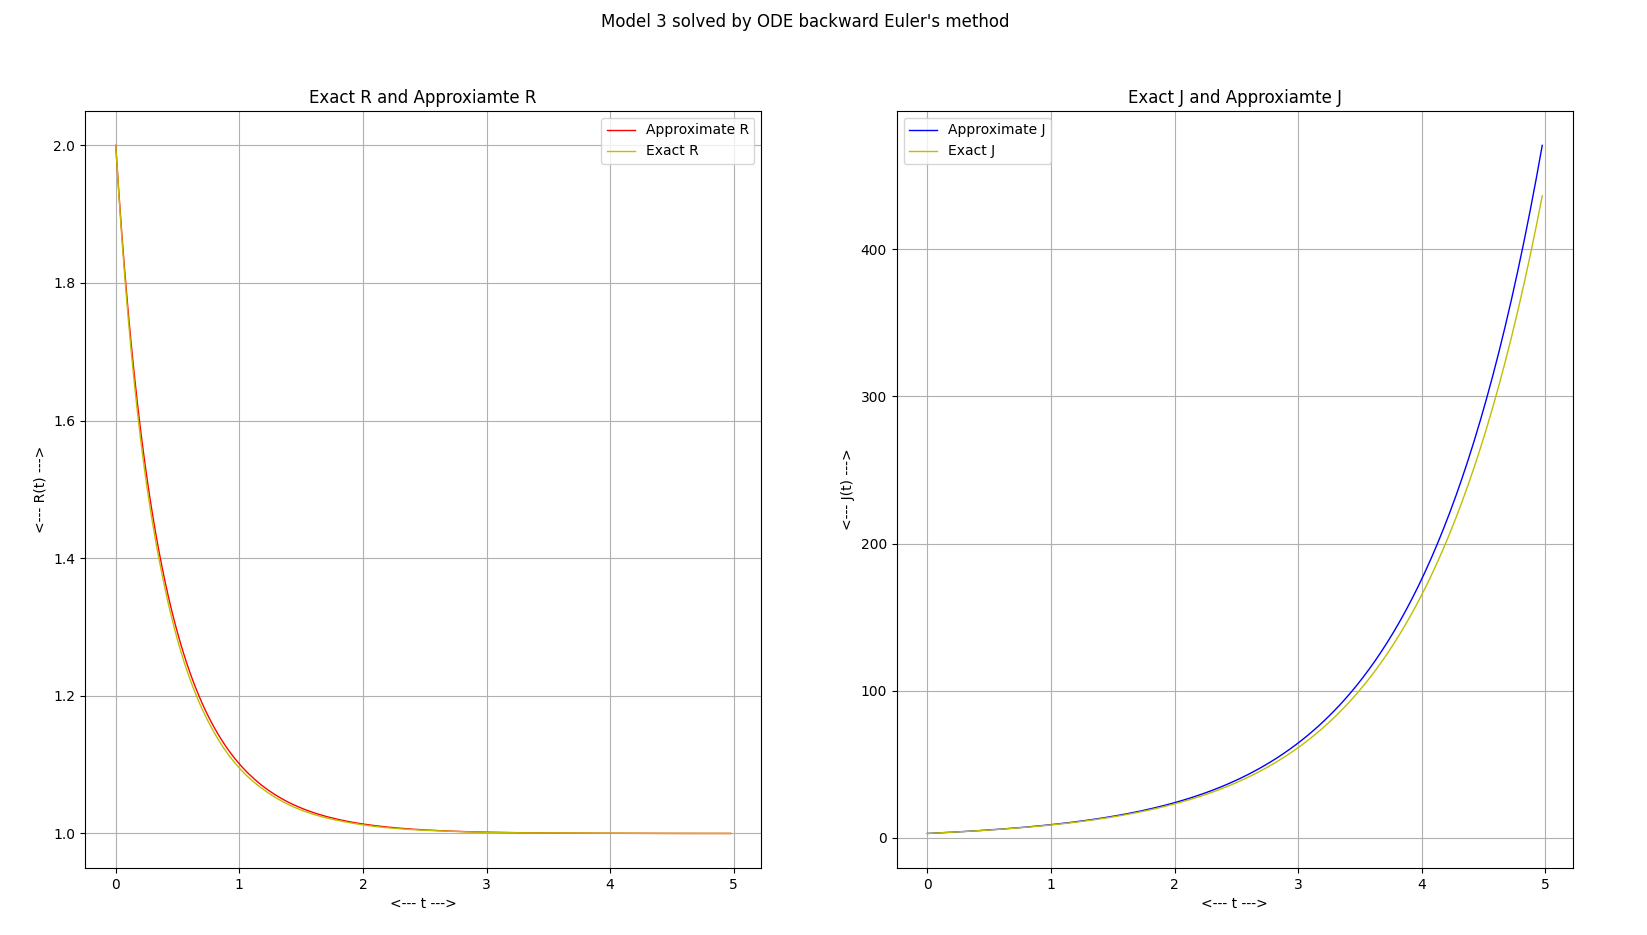 Model 3 solved by ODE backward Euler's method
Exact R and Approxiamte R
Approximate R
Exact R
2.0
1.8
1.6
1.4
1.2
1.0
<--- R(t) --->
0 1 2 3 4 5
<--- t --->
Exact J and Approxiamte J
Approximate J
Exact J
400
300
200
100
0
<--- J(t) --->
0 1 2 3 4 5
<--- t --->